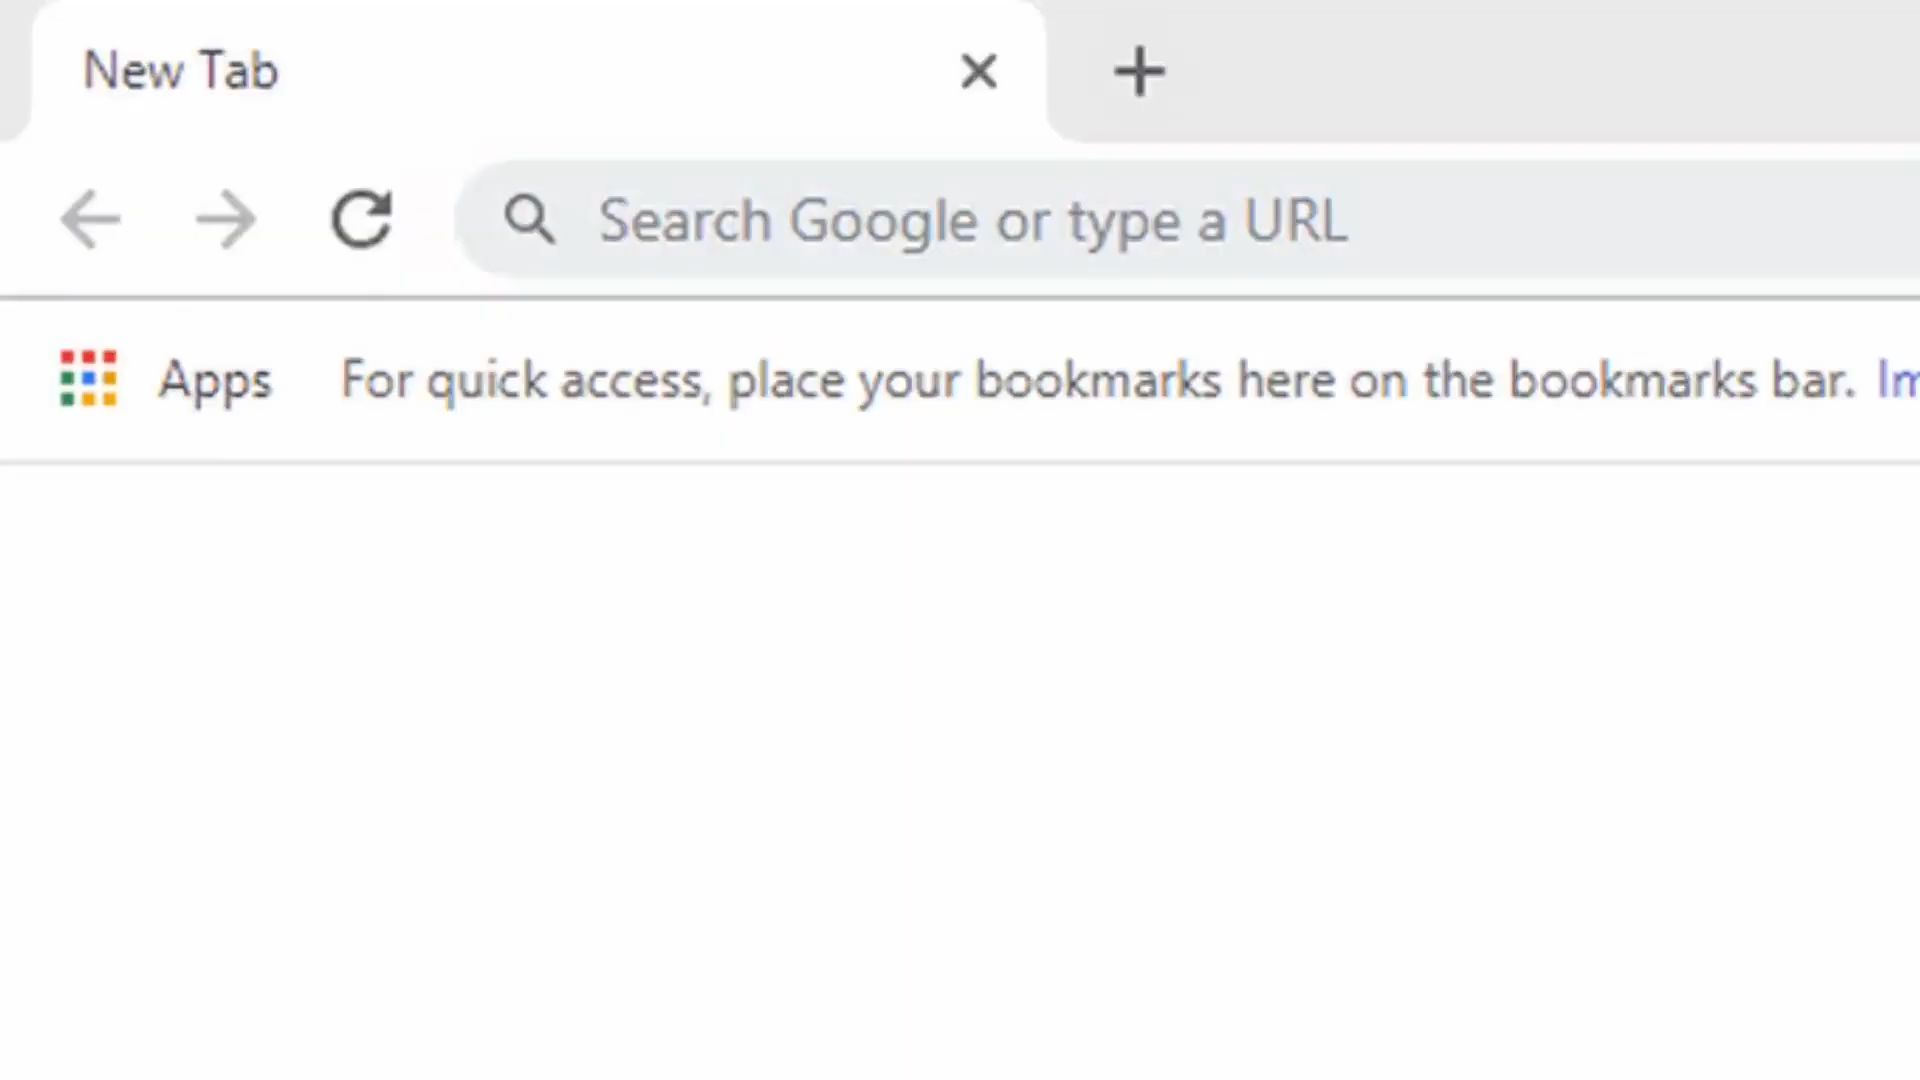 New Tab
Search Google or type a URL
Apps For quick access, place your bookmarks here on the bookmarks bar.